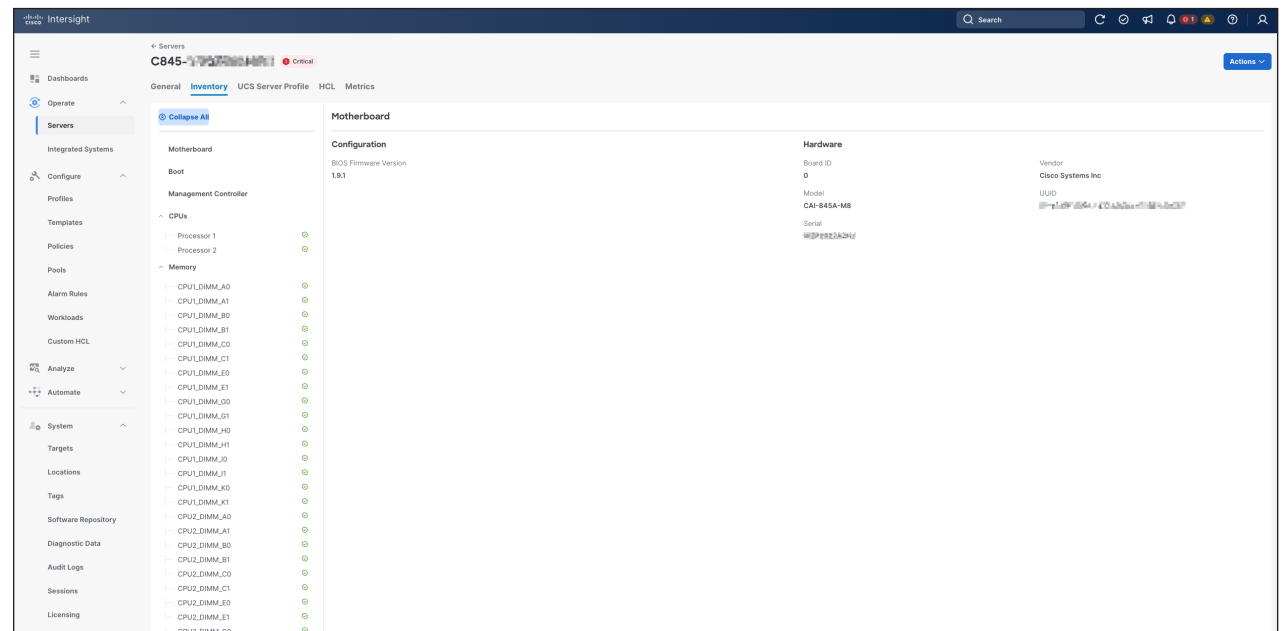 cisco Intersight
Search
1
← Servers
C845-
Critical
Actions
General Inventory UCS Server Profile HCL Metrics
Dashboards
Operate
Servers
Integrated Systems
Configure
Profiles
Templates
Policies
Pools
Alarm Rules
Workloads
Custom HCL
Analyze
Automate
System
Targets
Locations
Tags
Software Repository
Diagnostic Data
Audit Logs
Sessions
Licensing
Collapse All
Motherboard
Boot
Management Controller
CPUs
Processor 1
Processor 2
Memory
CPU1_DIMM_A0
CPU1_DIMM_A1
CPU1_DIMM_B0
CPU1_DIMM_B1
CPU1_DIMM_C0
CPU1_DIMM_C1
CPU1_DIMM_E0
CPU1_DIMM_E1
CPU1_DIMM_G0
CPU1_DIMM_G1
CPU1_DIMM_H0
CPU1_DIMM_H1
CPU1_DIMM_I0
CPU1_DIMM_I1
CPU1_DIMM_K0
CPU1_DIMM_K1
CPU2_DIMM_A0
CPU2_DIMM_A1
CPU2_DIMM_B0
CPU2_DIMM_B1
CPU2_DIMM_C0
CPU2_DIMM_C1
CPU2_DIMM_E0
CPU2_DIMM_E1
Motherboard
Configuration
BIOS Firmware Version
1.9.1
Hardware
Board ID
0
Vendor
Cisco Systems Inc
Model
CAI-845A-M8
UUID
Serial